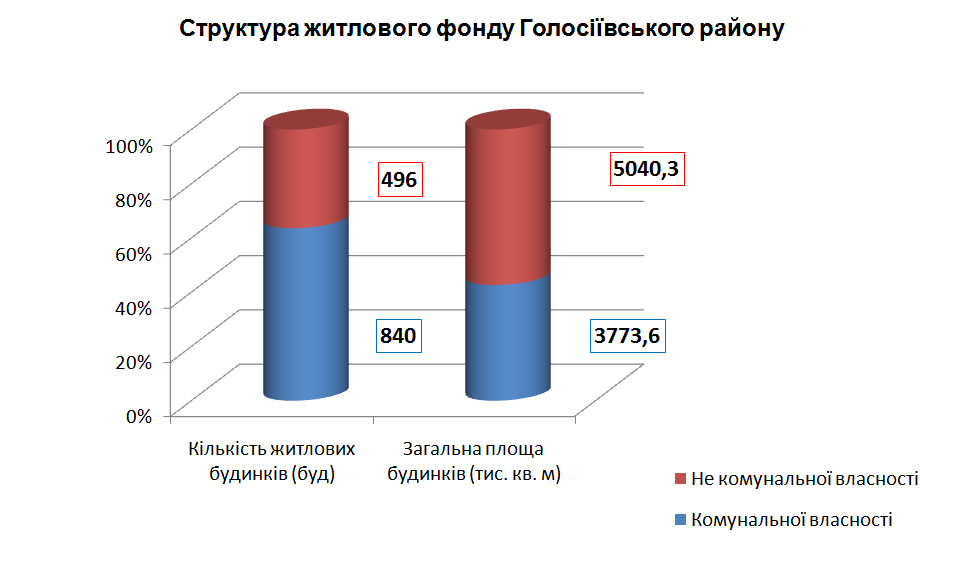 Структура житлового фонду Голосіївського району
100%
80%
60%
40%
20%
0%
496
840
5040,3
3773,6
Кількість житлових
будинків (буд)
Загальна площа
будинків (тис. кв. м)
Не комунальної власності
Комунальної власності